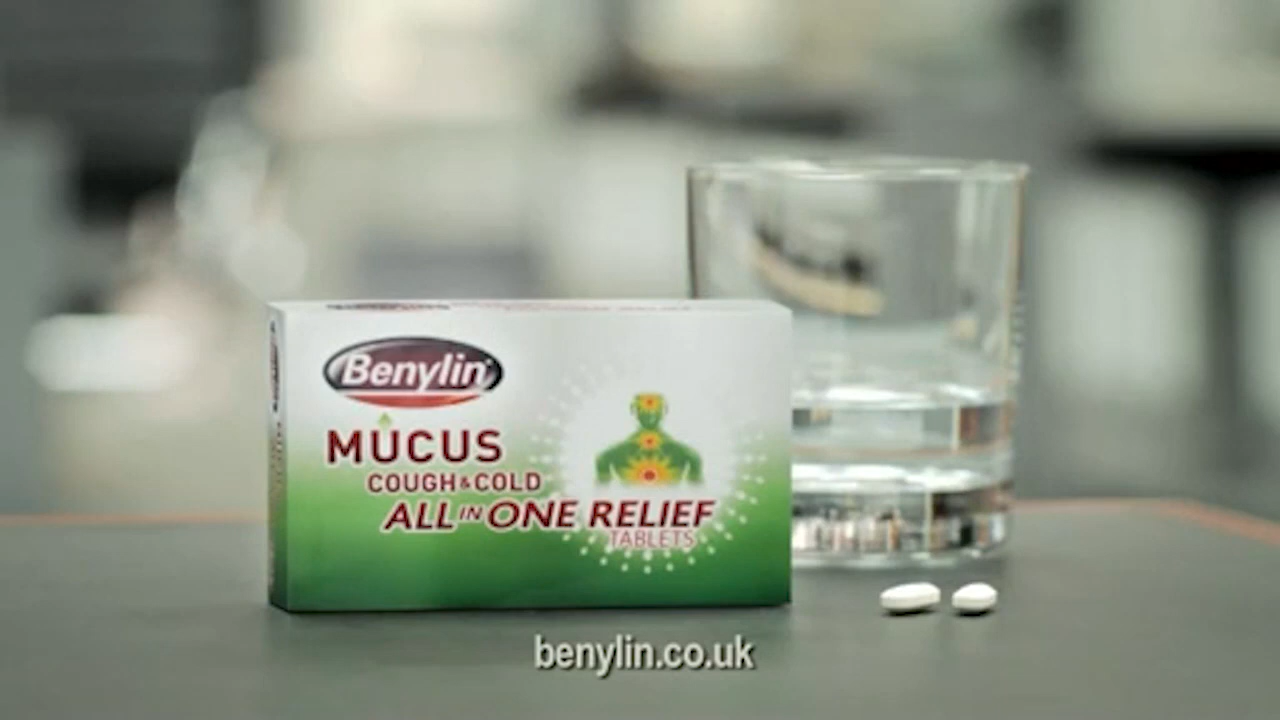 Benylin
MUCUS
COUGH & COLD
ALL IN ONE RELIEF
TABLETS
benylin.co.uk